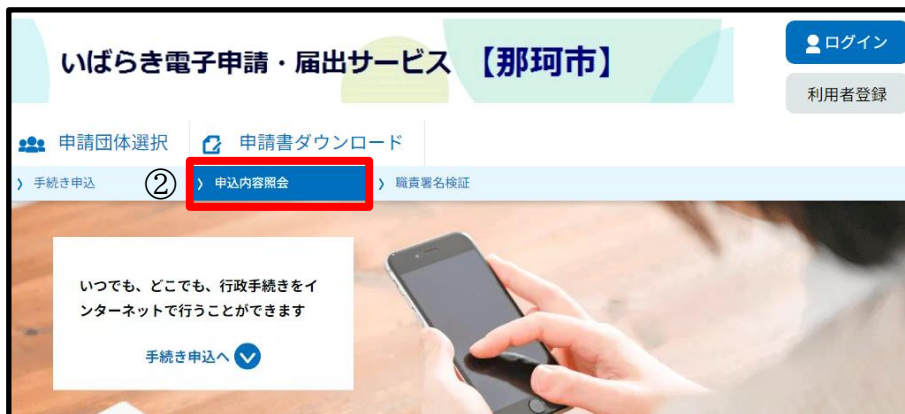 いばらき電子申請・届出サービス 【那珂市】
ログイン
利用者登録
申請団体選択 申請書ダウンロード
> 手続き申込 ② > 申込内容照会 > 職責署名検証
いつでも、どこでも、行政手続きをイ
ンターネットで行うことができます
手続き申込へ